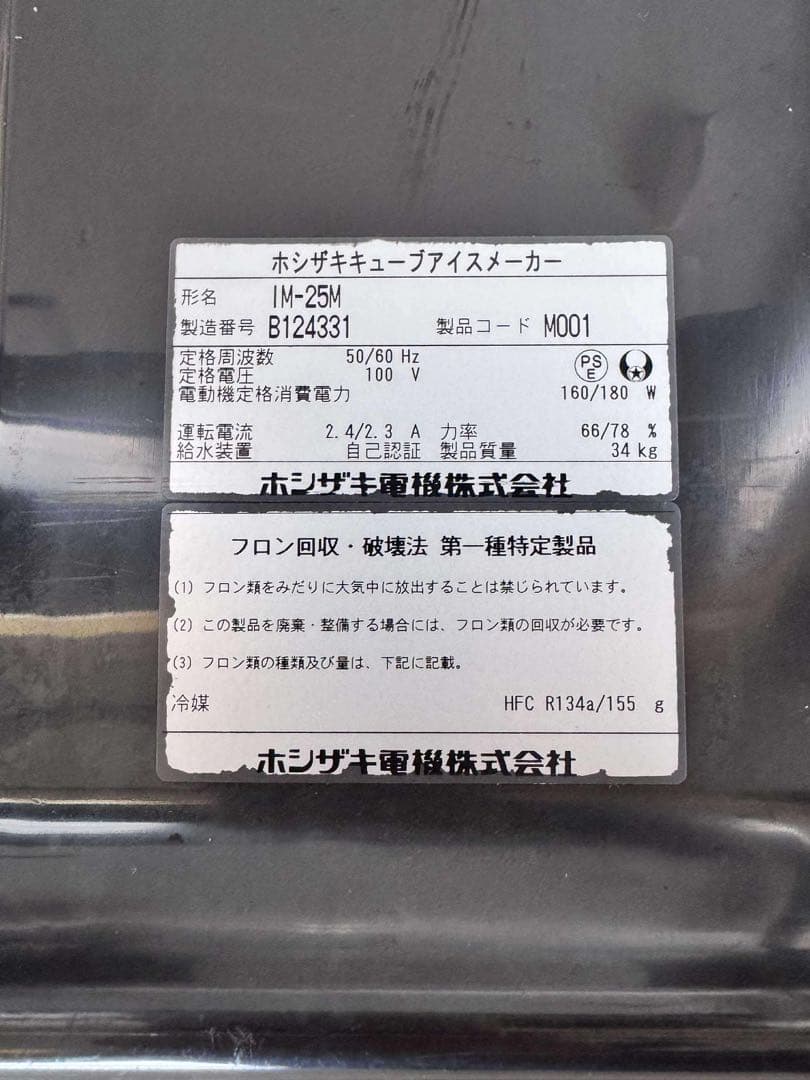 ホシザキキューブアイスメーカー
形名 IM-25M
製造番号 B124331 製品コード M001
定格周波数 50/60 Hz
定格電圧 100 V
PS E
電動機定格消費電力 160/180 W
運転電流 2.4/2.3 A 力率 66/78 %
給水装置 自己認証 製品質量 34 kg
ホシザキ電機株式会社
フロン回収・破壊法 第一種特定製品
(1) フロン類をみだりに大気中に放出することは禁じられています。
(2) この製品を廃棄・整備する場合には、フロン類の回収が必要です。
(3) フロン類の種類及び量は、下記に記載。
冷媒 HFC R134a/155 g
ホシザキ電機株式会社